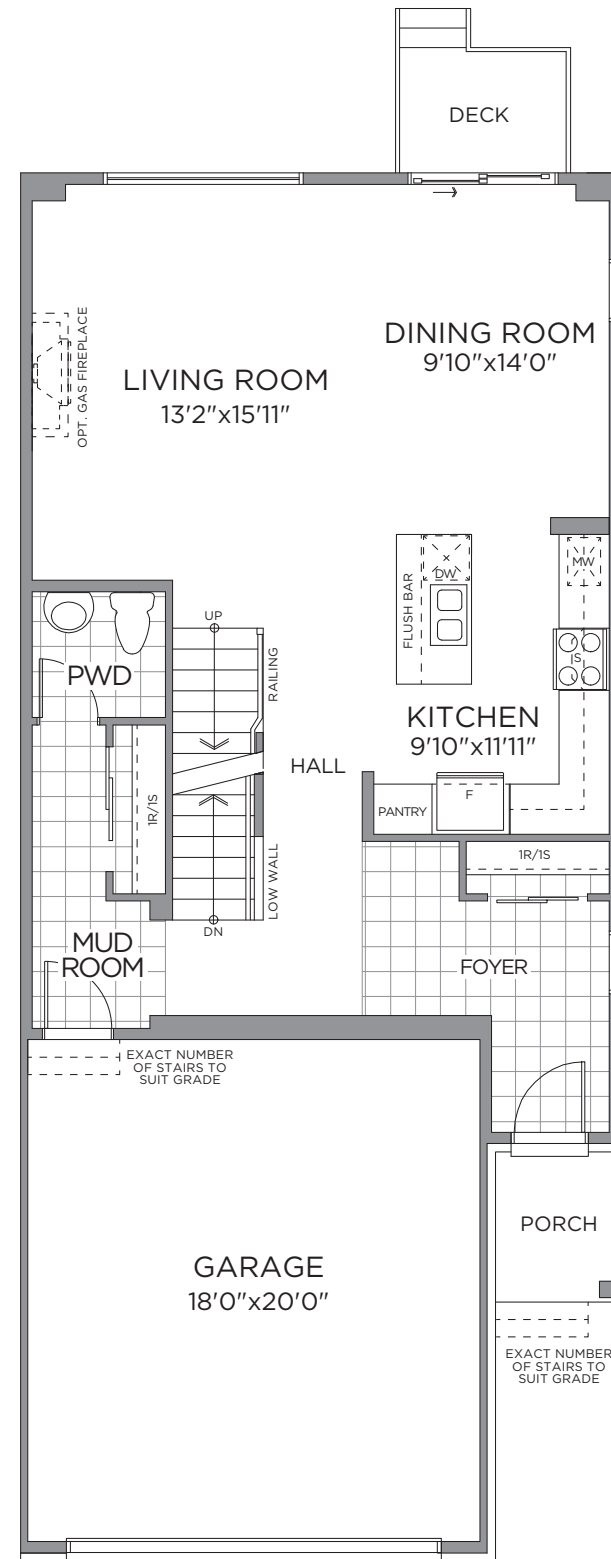 DECK
DINING ROOM
9'10"x14'0"
LIVING ROOM
13'2"x15'11"
OPT. GAS FIREPLACE
MW
DW
FLUSH BAR
S
UP
RAILING
PWD
KITCHEN
9'10"x11'11"
HALL
F
PANTRY
1R/1S
1R/1S
LOW WALL
DN
MUD
ROOM
FOYER
EXACT NUMBER
OF STAIRS TO
SUIT GRADE
PORCH
GARAGE
18'0"x20'0"
EXACT NUMBER
OF STAIRS TO
SUIT GRADE